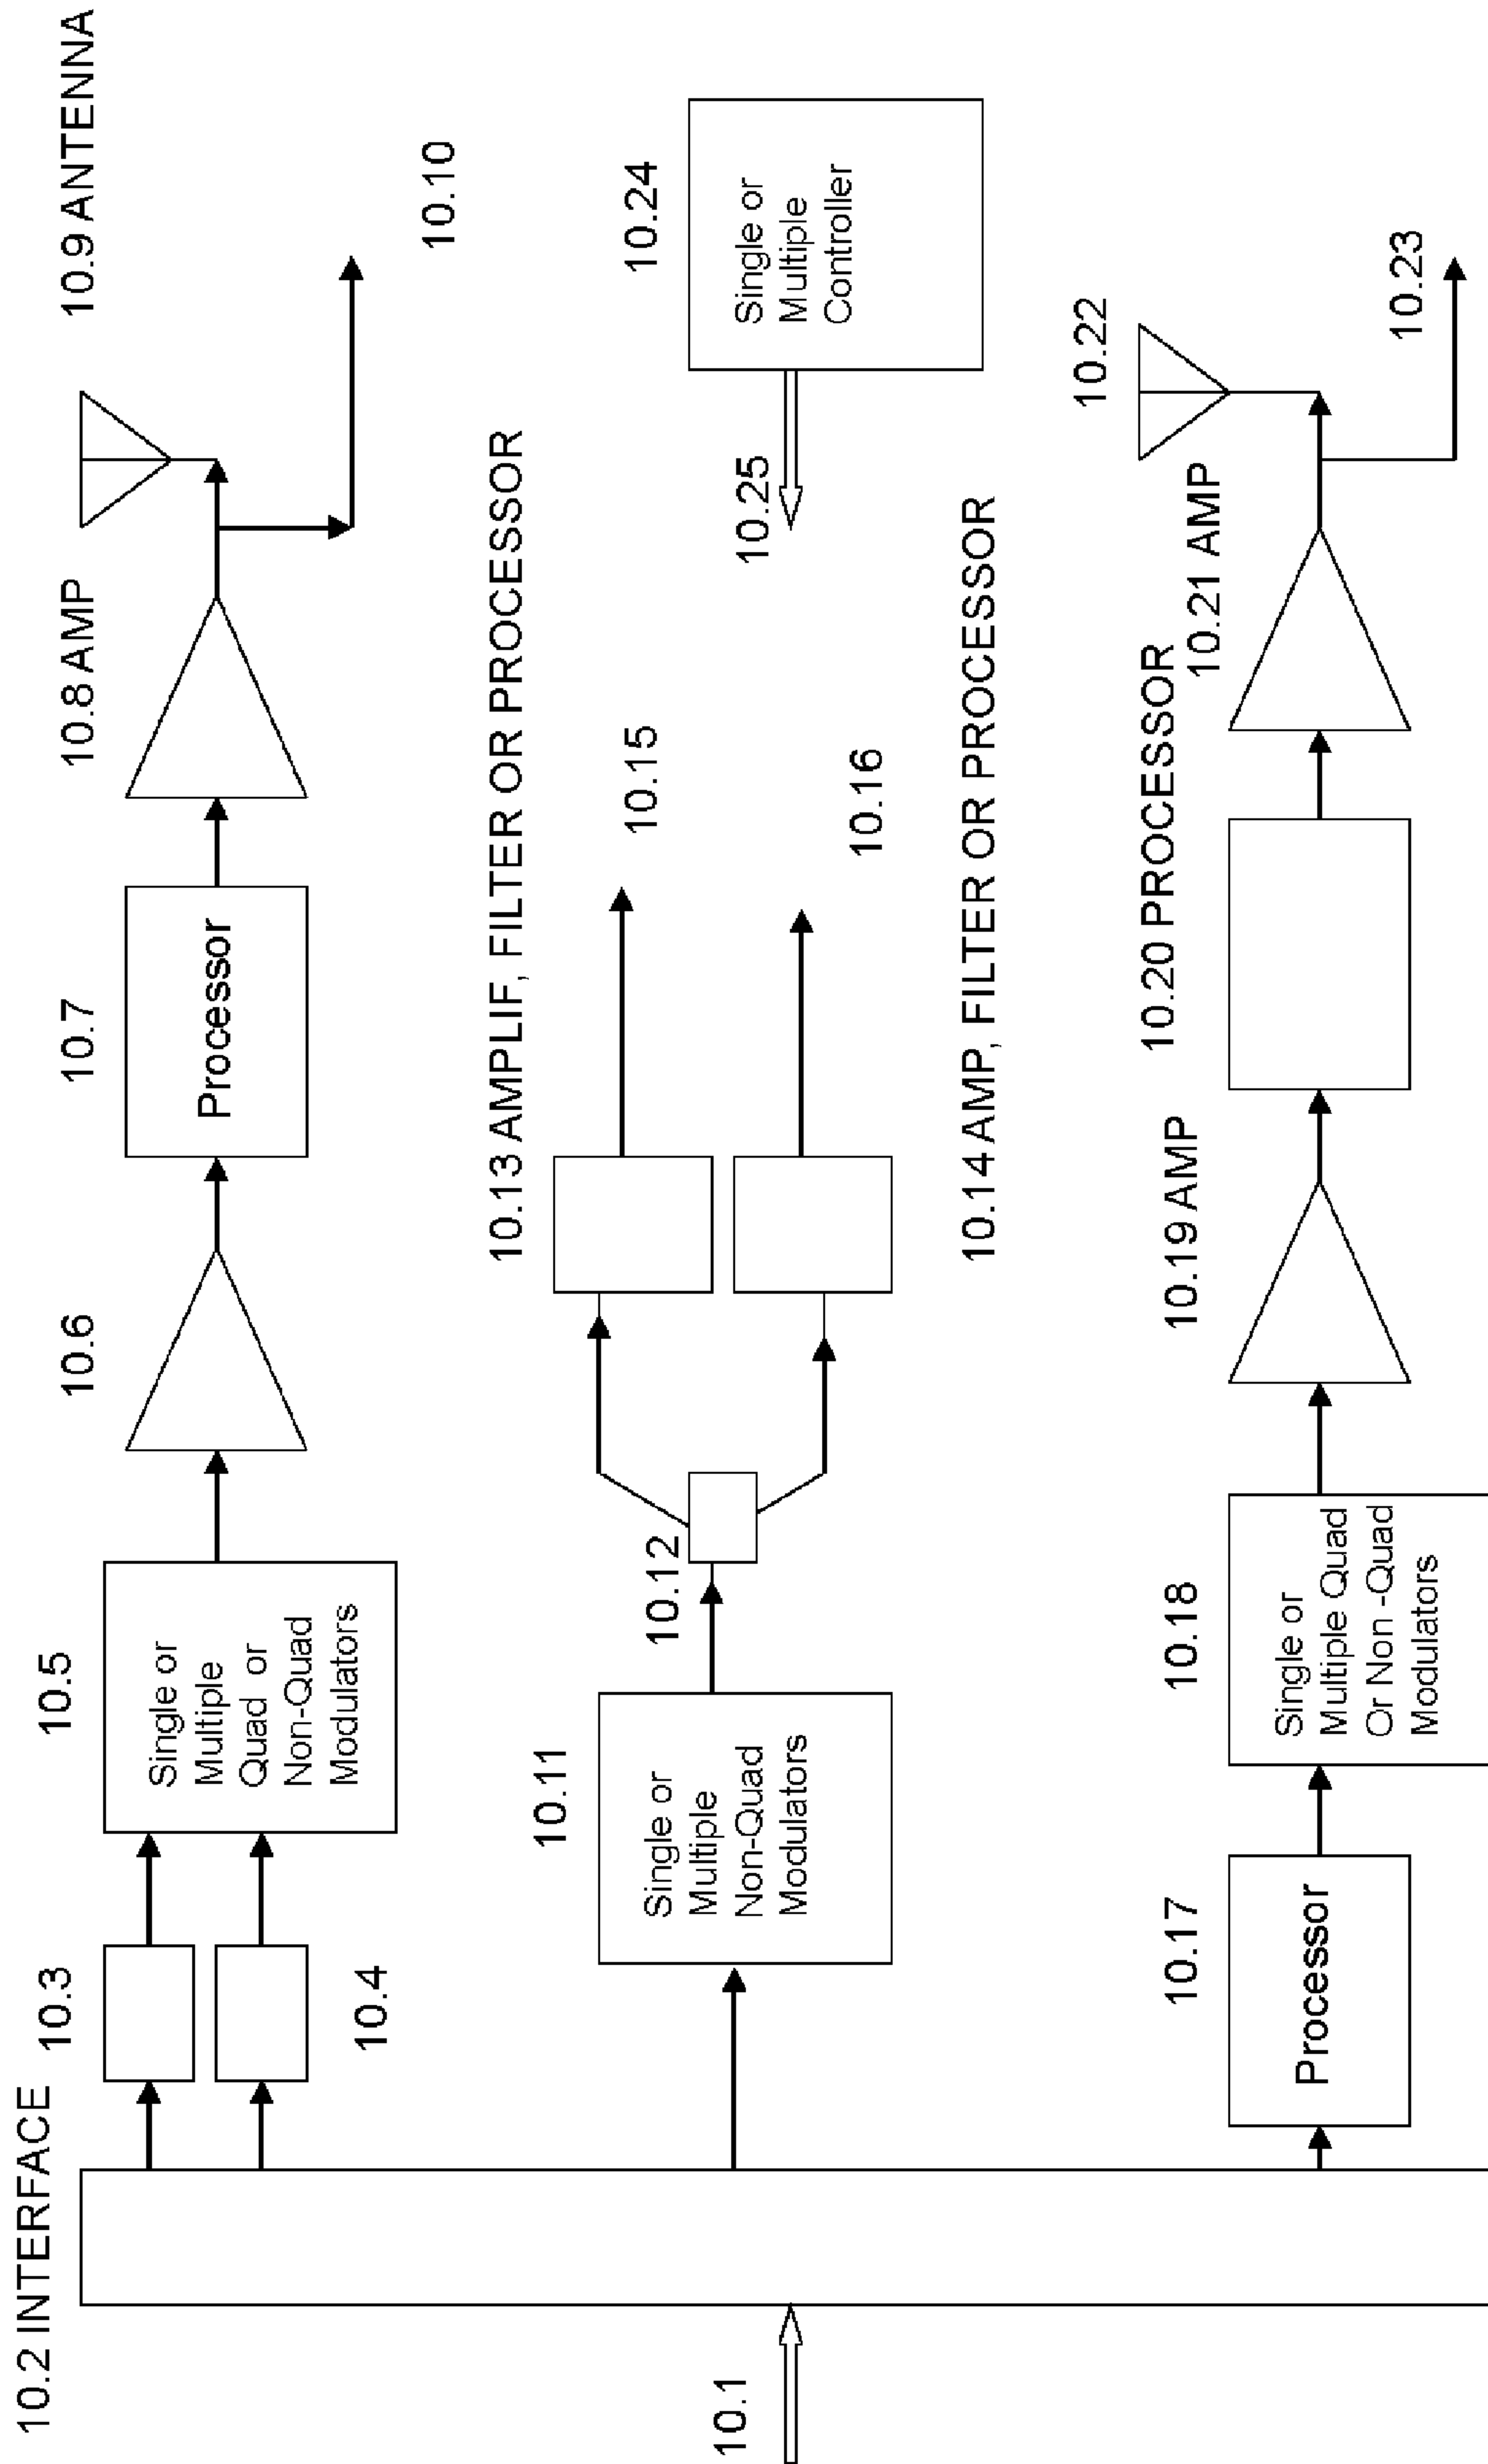 10.2 INTERFACE
10.1
10.3
10.4
10.5
Single or
Multiple
Quad or
Non-Quad
Modulators
10.6
10.7
Processor
10.8 AMP
10.9 ANTENNA
10.10
10.11
Single or
Multiple
Non-Quad
Modulators
10.12
10.13 AMPLIF, FILTER OR PROCESSOR
10.15
10.16
10.14 AMP, FILTER OR PROCESSOR
10.25
10.24
Single or
Multiple
Controller
10.17
Processor
10.18
Single or
Multiple Quad
Or Non -Quad
Modulators
10.19 AMP
10.20 PROCESSOR
10.21 AMP
10.22
10.23